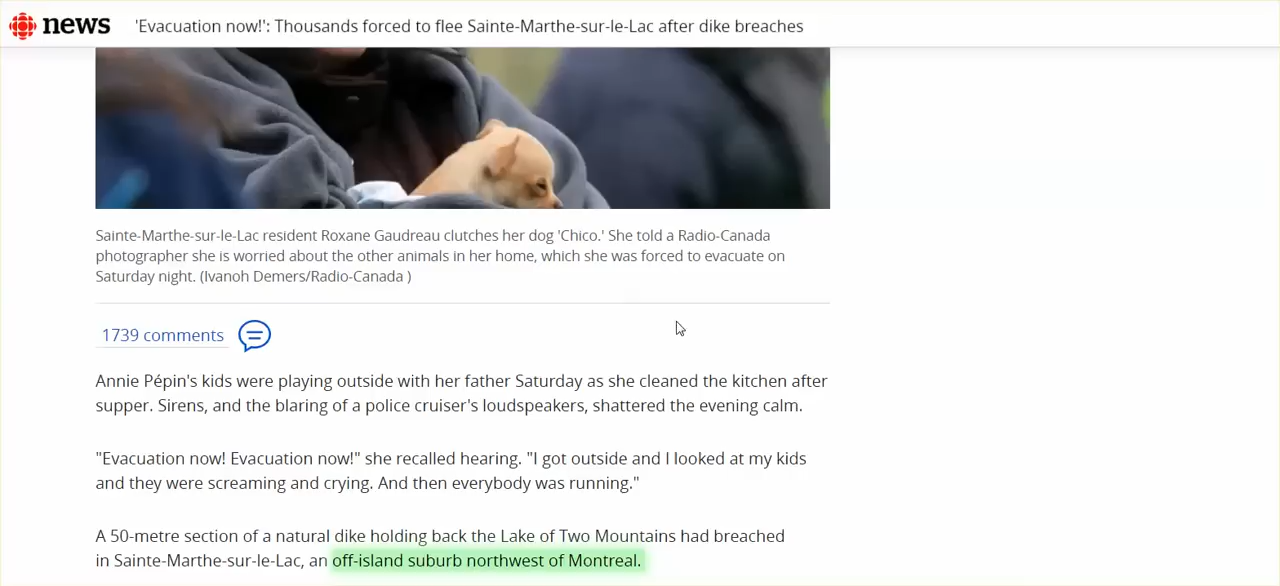 news 'Evacuation now!': Thousands forced to flee Sainte-Marthe-sur-le-Lac after dike breaches
Sainte-Marthe-sur-le-Lac resident Roxane Gaudreau clutches her dog 'Chico.' She told a Radio-Canada
photographer she is worried about the other animals in her home, which she was forced to evacuate on
Saturday night. (Ivanoh Demers/Radio-Canada )
1739 comments
Annie Pépin's kids were playing outside with her father Saturday as she cleaned the kitchen after
supper. Sirens, and the blaring of a police cruiser's loudspeakers, shattered the evening calm.
"Evacuation now! Evacuation now!" she recalled hearing. "I got outside and I looked at my kids
and they were screaming and crying. And then everybody was running."
A 50-metre section of a natural dike holding back the Lake of Two Mountains had breached
in Sainte-Marthe-sur-le-Lac, an off-island suburb northwest of Montreal.